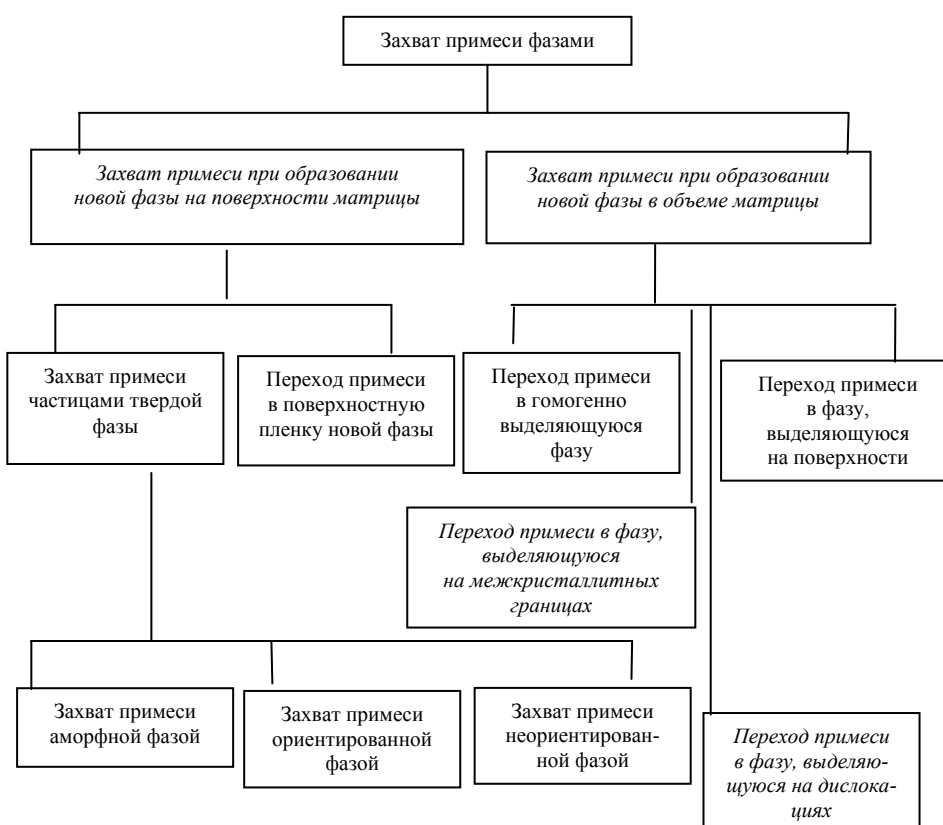 Захват примеси фазами
Захват примеси при образовании
новой фазы на поверхности матрицы
Захват примеси при образовании
новой фазы в объеме матрицы
Захват примеси
частицами твердой
фазы
Переход примеси
в поверхностную
пленку новой фазы
Переход примеси
в гомогенно
выделяющуюся
фазу
Переход примеси
в фазу,
выделяющуюся
на поверхности
Переход примеси в фазу,
выделяющуюся
на межкристаллитных
границах
Захват примеси
аморфной фазой
Захват примеси
ориентированной
фазой
Захват примеси
неориентирован-
ной фазой
Переход примеси
в фазу, выделяю-
щуюся на дислока-
циях